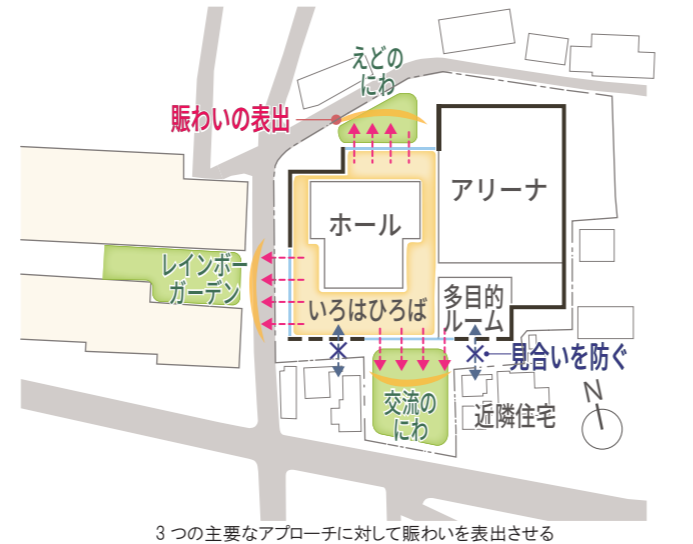 えどの
にわ
賑わいの表出
アリーナ
ホール
レインボー
ガーデン
いろはひろば
多目的
ルーム
見合いを防ぐ
交流の
にわ
近隣住宅
N
3つの主要なアプローチに対して賑わいを表出させる